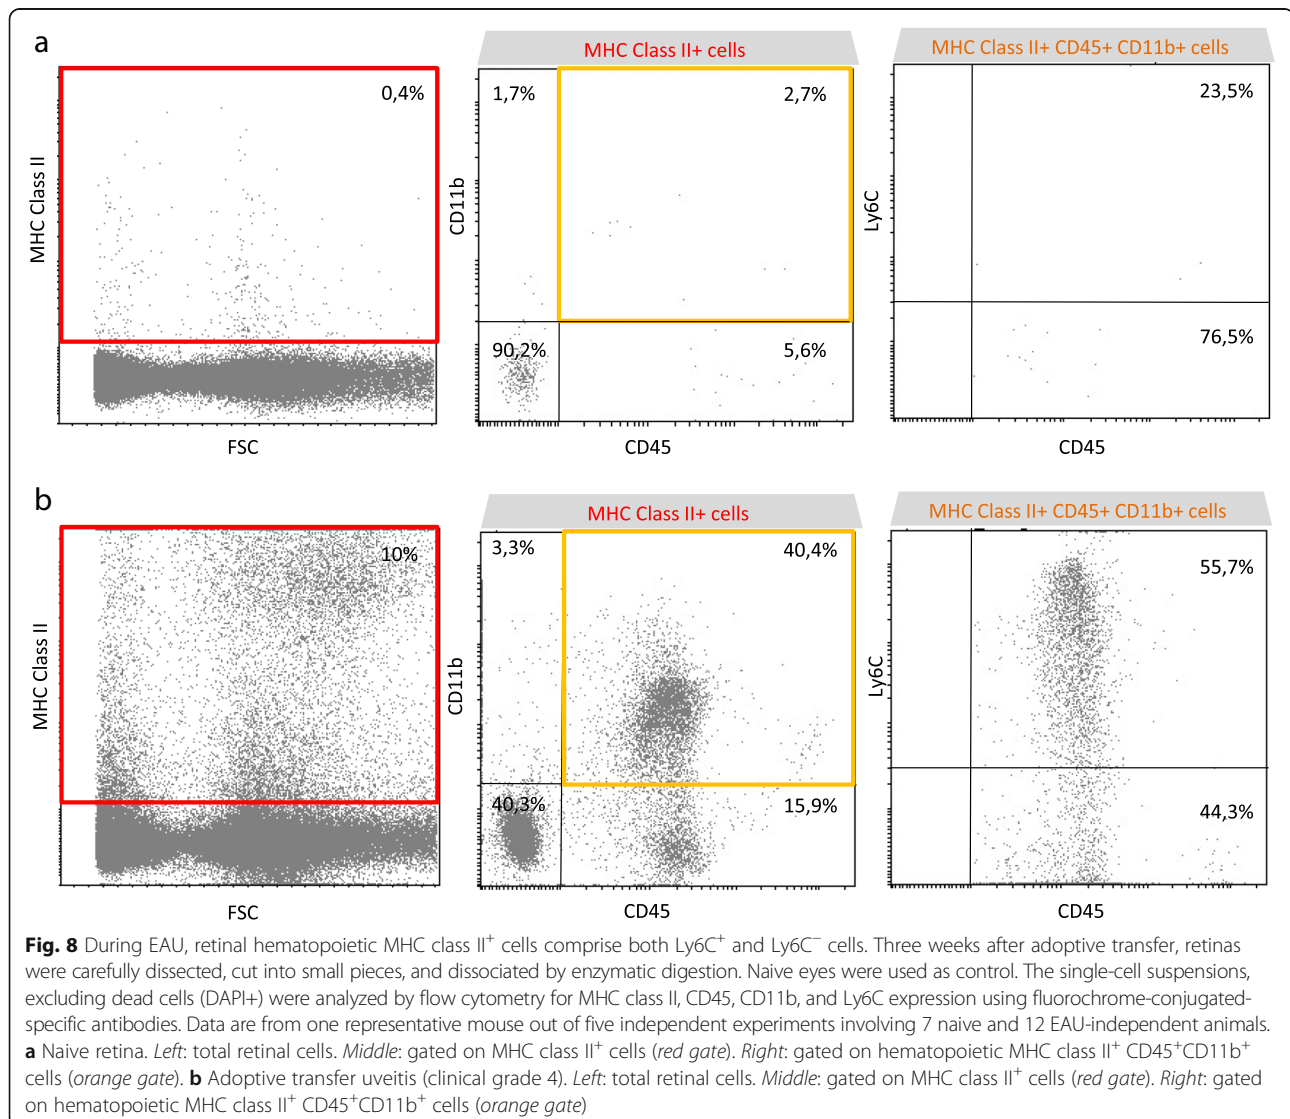 a
MHC Class II+ cells
MHC Class II+ CD45+ CD11b+ cells
0,4%
1,7%
2,7%
23,5%
MHC Class II
CD11b
Ly6C
90,2%
5,6%
76,5%
FSC
CD45
CD45
b
MHC Class II+ cells
MHC Class II+ CD45+ CD11b+ cells
10%
3,3%
40,4%
55,7%
MHC Class II
CD11b
Ly6C
40,3%
15,9%
44,3%
FSC
CD45
CD45
Fig. 8 During EAU, retinal hematopoietic MHC class II⁺ cells comprise both Ly6C⁺ and Ly6C⁻ cells. Three weeks after adoptive transfer, retinas
were carefully dissected, cut into small pieces, and dissociated by enzymatic digestion. Naive eyes were used as control. The single-cell suspensions,
excluding dead cells (DAPI+) were analyzed by flow cytometry for MHC class II, CD45, CD11b, and Ly6C expression using fluorochrome-conjugated-
specific antibodies. Data are from one representative mouse out of five independent experiments involving 7 naive and 12 EAU-independent animals.
a Naive retina. Left: total retinal cells. Middle: gated on MHC class II⁺ cells (red gate). Right: gated on hematopoietic MHC class II⁺ CD45⁺CD11b⁺
cells (orange gate). b Adoptive transfer uveitis (clinical grade 4). Left: total retinal cells. Middle: gated on MHC class II⁺ cells (red gate). Right: gated
on hematopoietic MHC class II⁺ CD45⁺CD11b⁺ cells (orange gate)